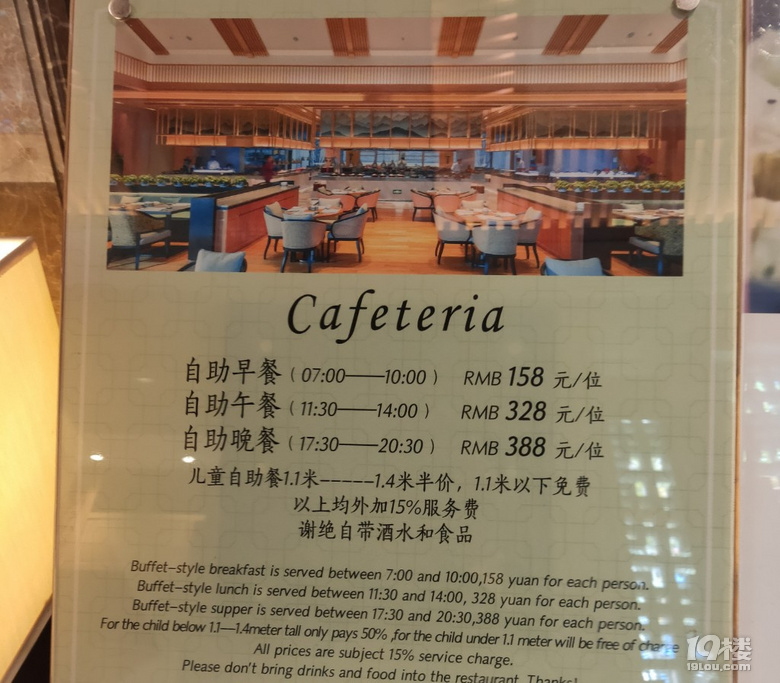 Cafeteria
自助早餐（07:00——10:00） RMB 158 元/位
自助午餐（11:30——14:00） RMB 328 元/位
自助晚餐（17:30——20:30） RMB 388 元/位
儿童自助餐1.1米-----1.4米半价，1.1米以下免费
以上均外加15%服务费
谢绝自带酒水和食品
Buffet-style breakfast is served between 7:00 and 10:00,158 yuan for each person.
Buffet-style lunch is served between 11:30 and 14:00, 328 yuan for each person.
Buffet-style supper is served between 17:30 and 20:30,388 yuan for each person.
For the child below 1.1—1.4meter tall only pays 50% ,for the child under 1.1 meter will be free of charge
All prices are subject 15% service charge.
Please don't bring drinks and food into the restaurant. Thanks!
19楼
19lou.com